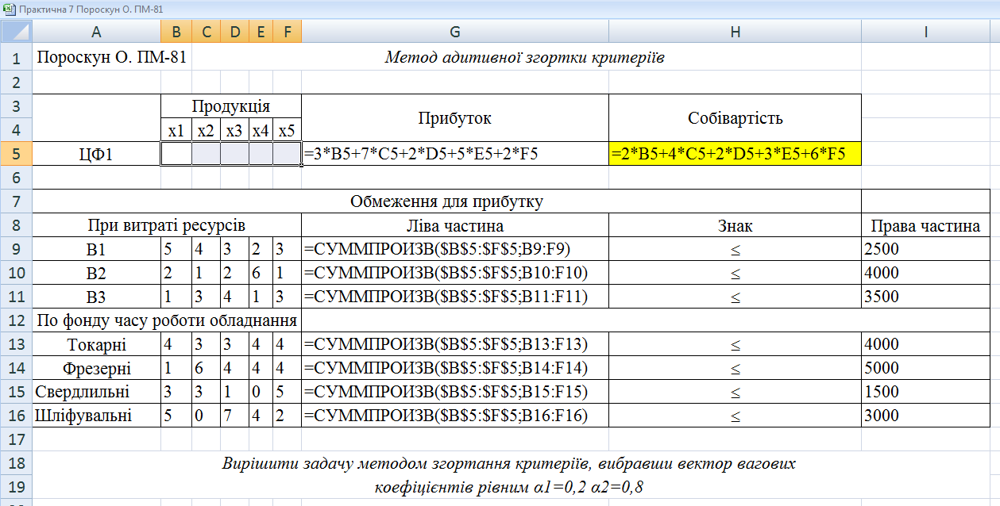 Практична 7 Пороскун О. ПМ-81
A B C D E F G H I
1 Пороскун О. ПМ-81 Метод адитивної згортки критеріїв
2
3 Продукція Прибуток Собівартість
4 x1 x2 x3 x4 x5
5 ЦФ1 =3*B5+7*C5+2*D5+5*E5+2*F5 =2*B5+4*C5+2*D5+3*E5+6*F5
6
7 Обмеження для прибутку
8 При витраті ресурсів Ліва частина Знак Права частина
9 В1 5 4 3 2 3 =СУММПРОИЗВ($B$5:$F$5;B9:F9) ≤ 2500
10 В2 2 1 2 6 1 =СУММПРОИЗВ($B$5:$F$5;B10:F10) ≤ 4000
11 В3 1 3 4 1 3 =СУММПРОИЗВ($B$5:$F$5;B11:F11) ≤ 3500
12 По фонду часу роботи обладнання
13 Токарні 4 3 3 4 4 =СУММПРОИЗВ($B$5:$F$5;B13:F13) ≤ 4000
14 Фрезерні 1 6 4 4 4 =СУММПРОИЗВ($B$5:$F$5;B14:F14) ≤ 5000
15 Свердлильні 3 3 1 0 5 =СУММПРОИЗВ($B$5:$F$5;B15:F15) ≤ 1500
16 Шліфувальні 5 0 7 4 2 =СУММПРОИЗВ($B$5:$F$5;B16:F16) ≤ 3000
17
18 Вирішити задачу методом згортання критеріїв, вибравши вектор вагових
19 коефіцієнтів рівним α1=0,2 α2=0,8